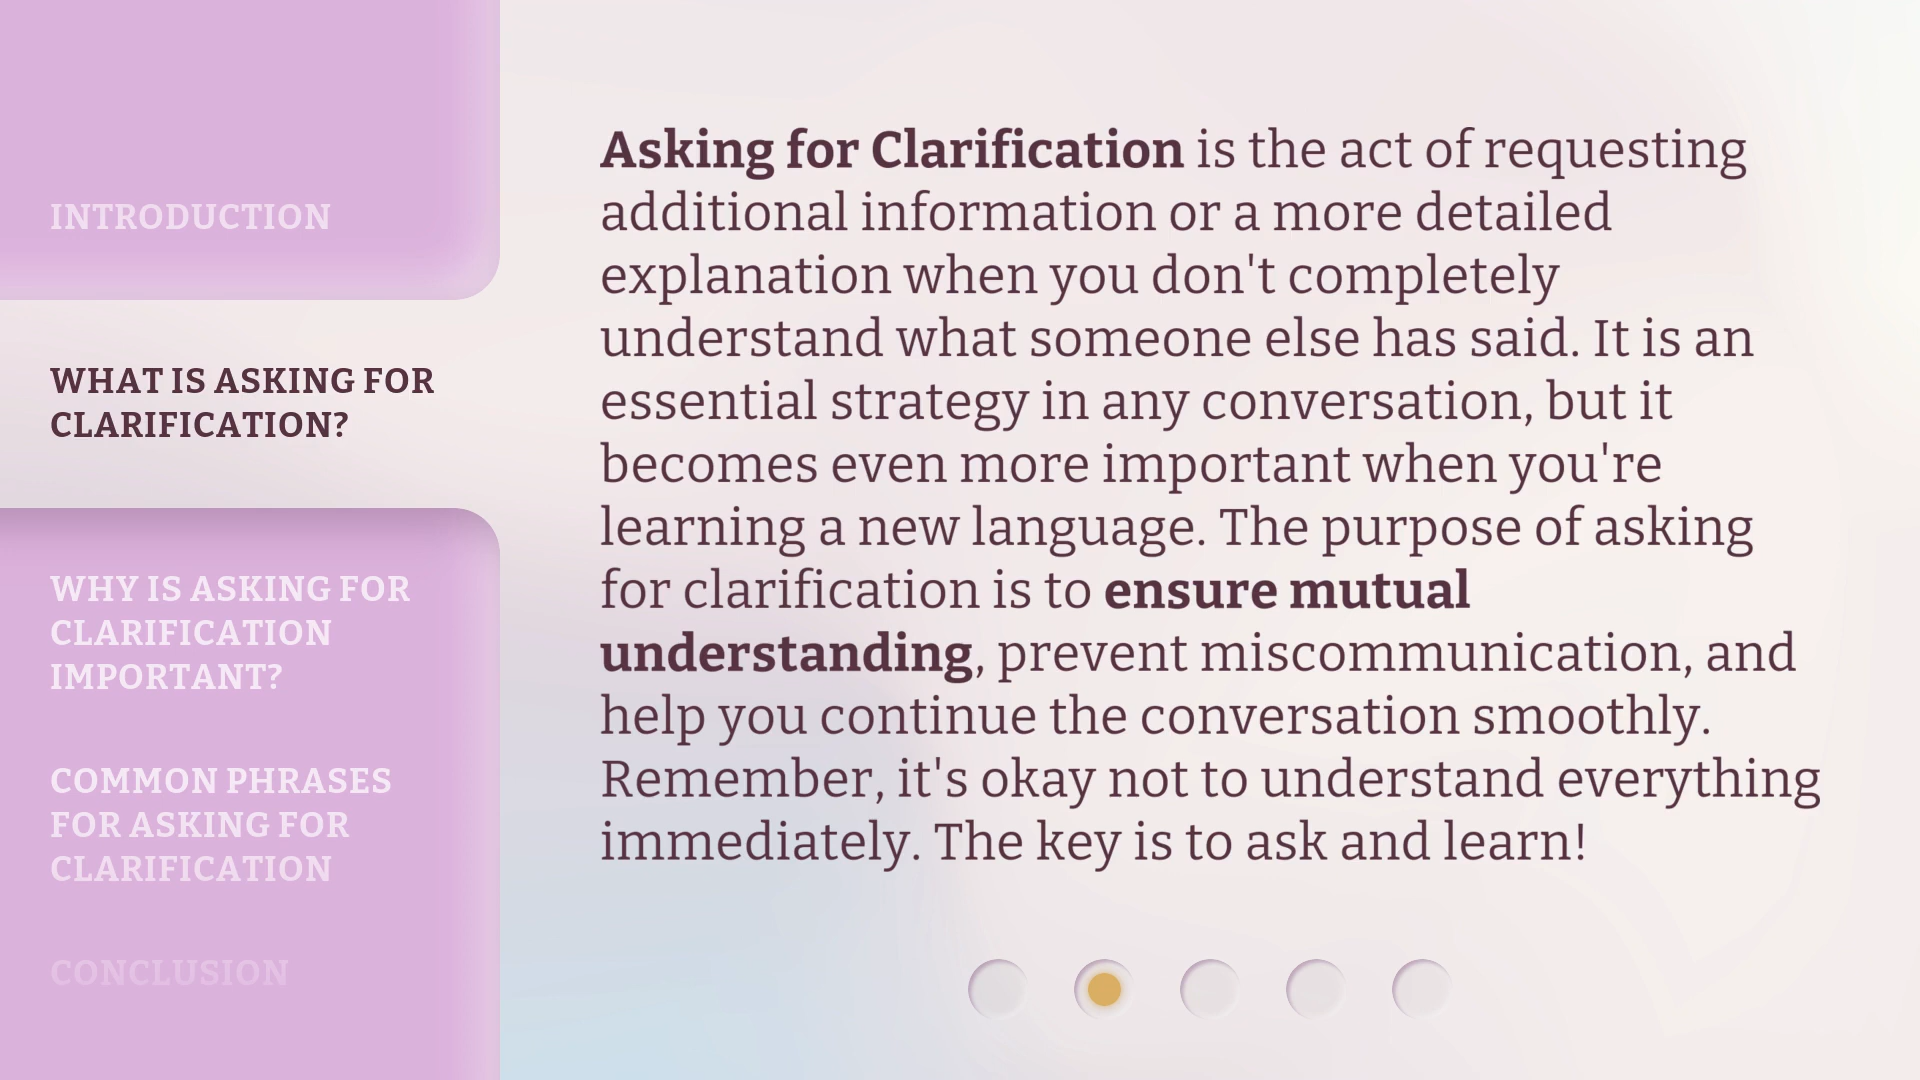 INTRODUCTION
WHAT IS ASKING FOR
CLARIFICATION?
WHY IS ASKING FOR
CLARIFICATION
IMPORTANT?
COMMON PHRASES
FOR ASKING FOR
CLARIFICATION
CONCLUSION
Asking for Clarification is the act of requesting
additional information or a more detailed
explanation when you don't completely
understand what someone else has said. It is an
essential strategy in any conversation, but it
becomes even more important when you're
learning a new language. The purpose of asking
for clarification is to ensure mutual
understanding, prevent miscommunication, and
help you continue the conversation smoothly.
Remember, it's okay not to understand everything
immediately. The key is to ask and learn!